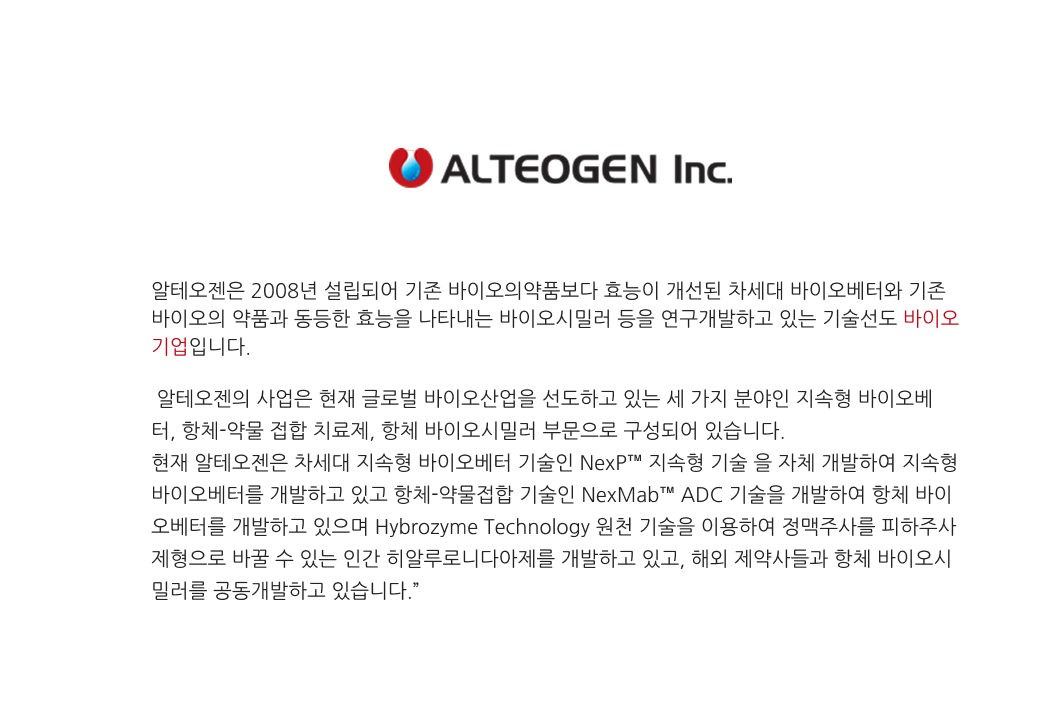 ALTEOGEN Inc.
알테오젠은 2008년 설립되어 기존 바이오의약품보다 효능이 개선된 차세대 바이오베터와 기존
바이오의 약품과 동등한 효능을 나타내는 바이오시밀러 등을 연구개발하고 있는 기술선도 바이오
기업입니다.
알테오젠의 사업은 현재 글로벌 바이오산업을 선도하고 있는 세 가지 분야인 지속형 바이오베
터, 항체-약물 접합 치료제, 항체 바이오시밀러 부문으로 구성되어 있습니다.
현재 알테오젠은 차세대 지속형 바이오베터 기술인 NexP™ 지속형 기술 을 자체 개발하여 지속형
바이오베터를 개발하고 있고 항체-약물접합 기술인 NexMab™ ADC 기술을 개발하여 항체 바이
오베터를 개발하고 있으며 Hybrozyme Technology 원천 기술을 이용하여 정맥주사를 피하주사
제형으로 바꿀 수 있는 인간 히알루로니다아제를 개발하고 있고, 해외 제약사들과 항체 바이오시
밀러를 공동개발하고 있습니다.”